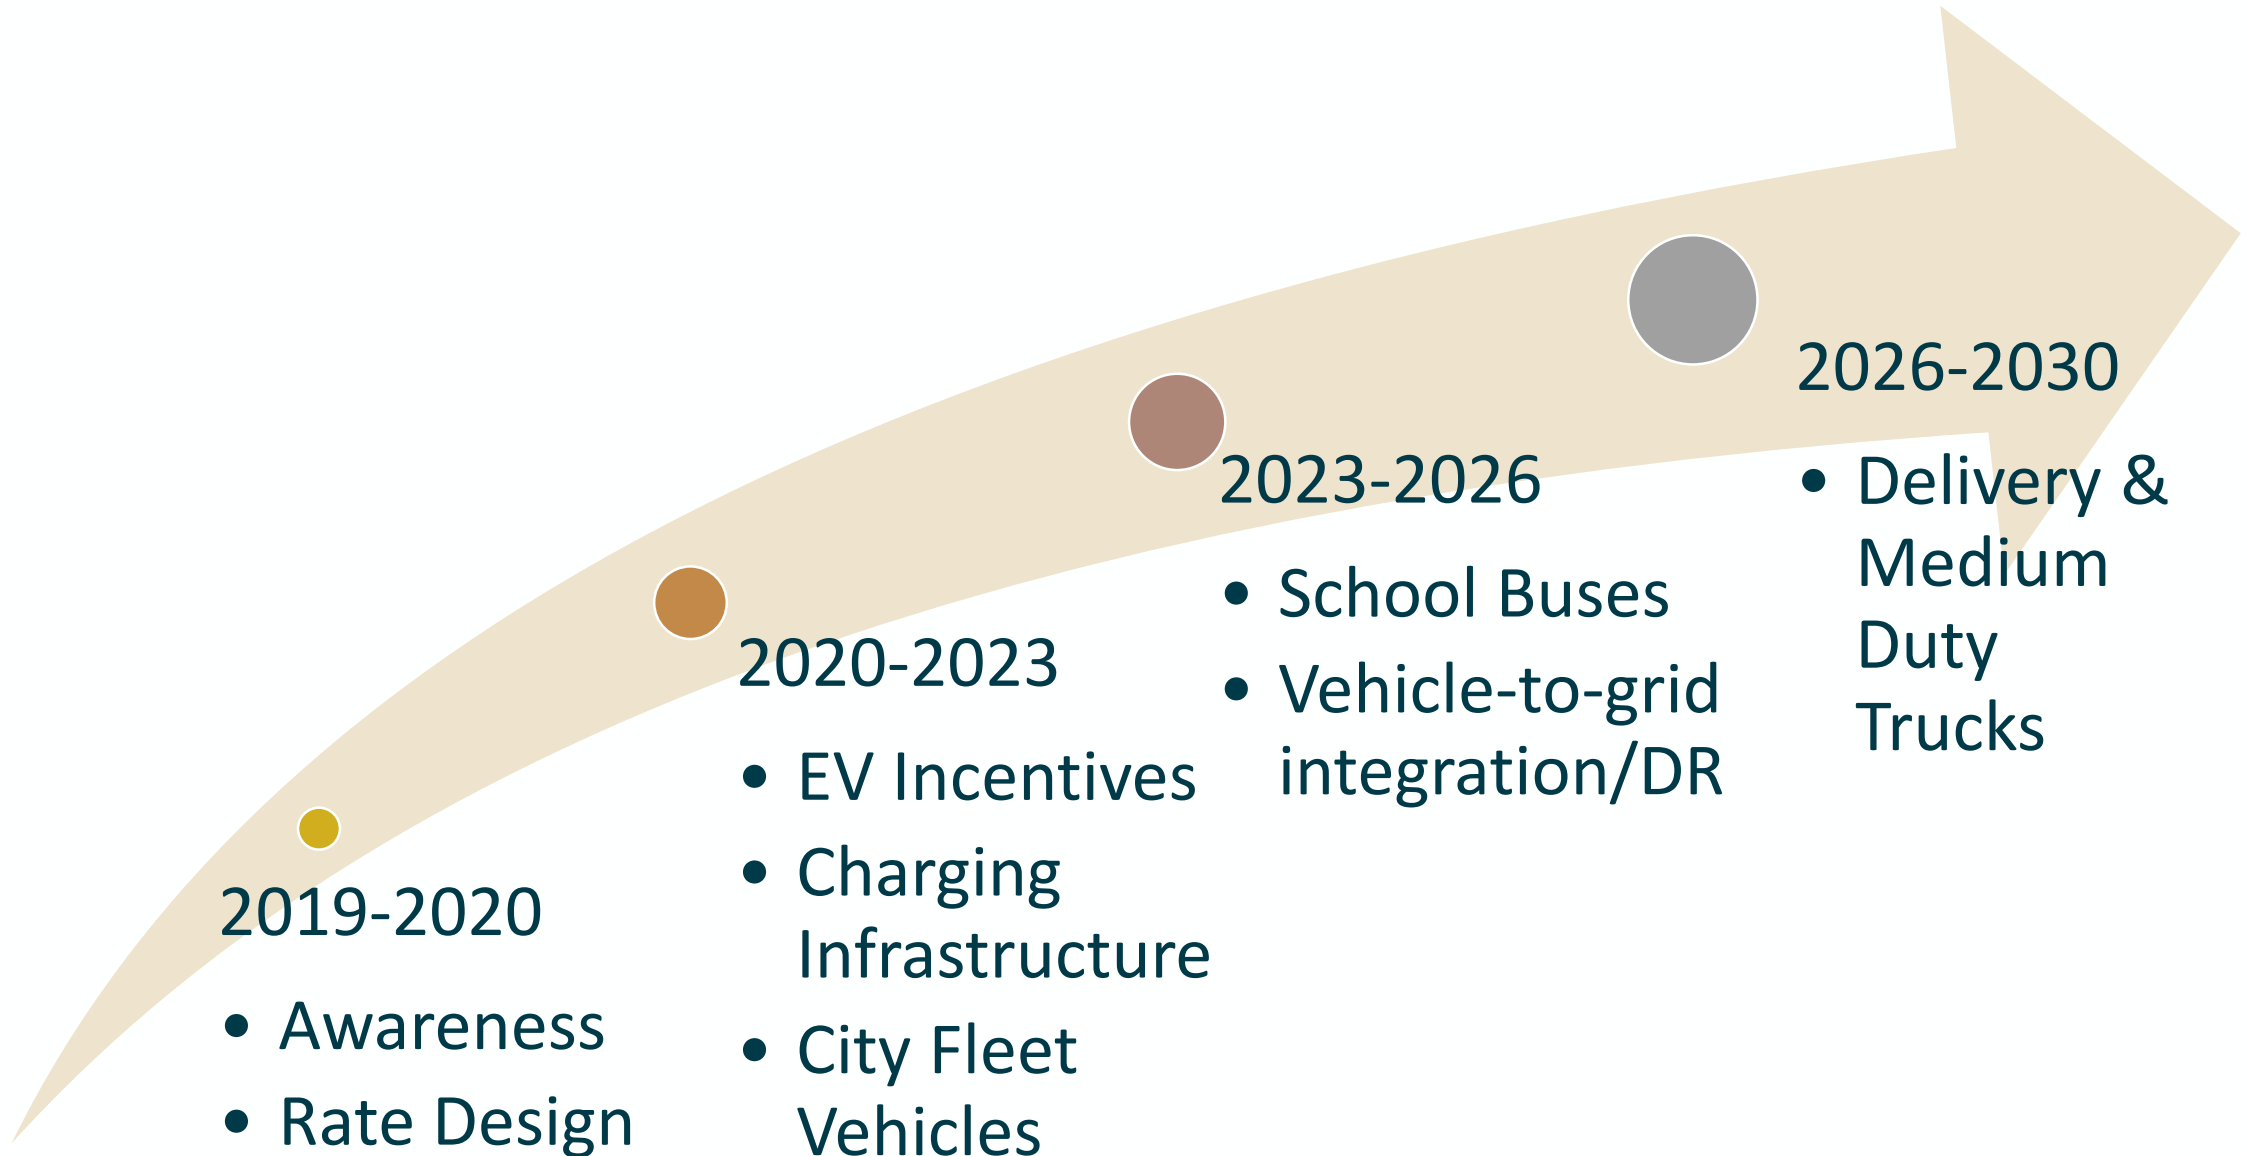 2019-2020
• Awareness
• Rate Design
2020-2023
• EV Incentives
• Charging
Infrastructure
• City Fleet
Vehicles
2023-2026
• School Buses
• Vehicle-to-grid
integration/DR
2026-2030
• Delivery &
Medium
Duty
Trucks